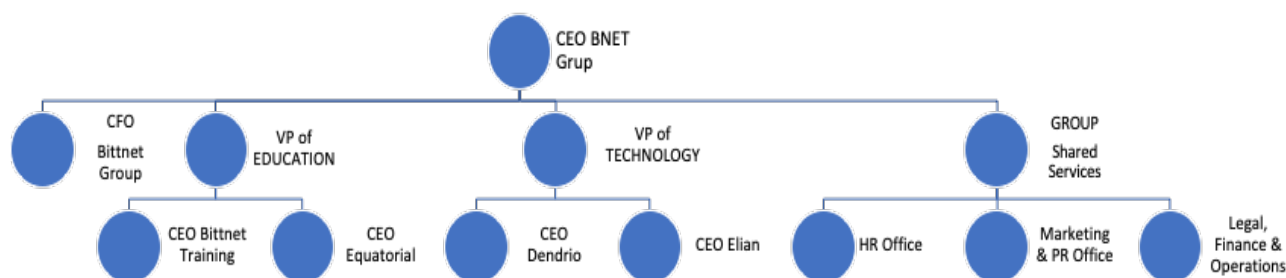 CEO BNET
Grup
CFO
Bittnet
Group
VP of
EDUCATION
VP of
TECHNOLOGY
GROUP
Shared
Services
CEO Bittnet
Training
CEO
Equatorial
CEO
Dendrio
CEO Elian
HR Office
Marketing
& PR Office
Legal,
Finance &
Operations